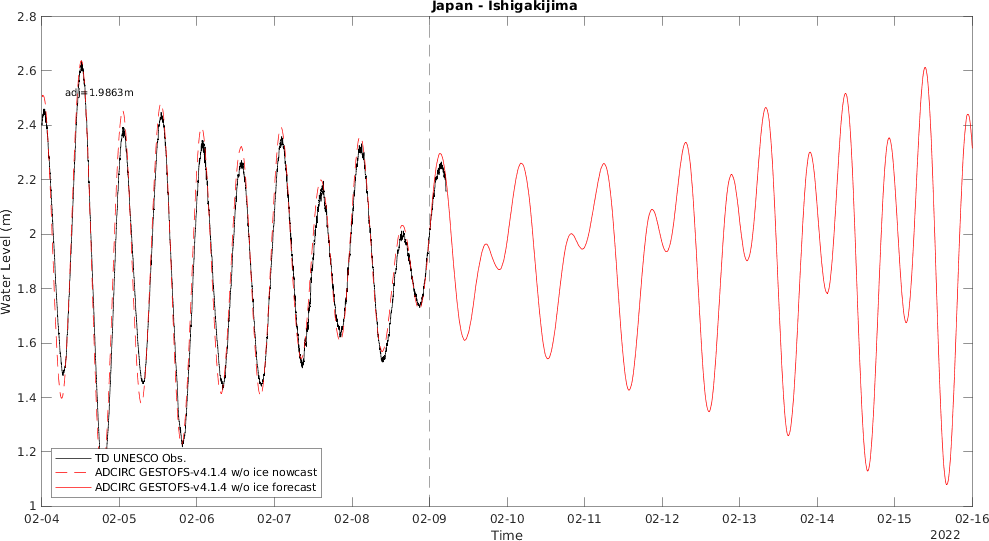 Japan - Ishigakijima
2.8
2.6
2.4
2.2
2
1.8
1.6
1.4
1.2
1
Water Level (m)
adj=1.9863m
TD UNESCO Obs.
ADCIRC GESTOFS-v4.1.4 w/o ice nowcast
ADCIRC GESTOFS-v4.1.4 w/o ice forecast
02-04 02-05 02-06 02-07 02-08 02-09 02-10 02-11 02-12 02-13 02-14 02-15 02-16
Time
2022